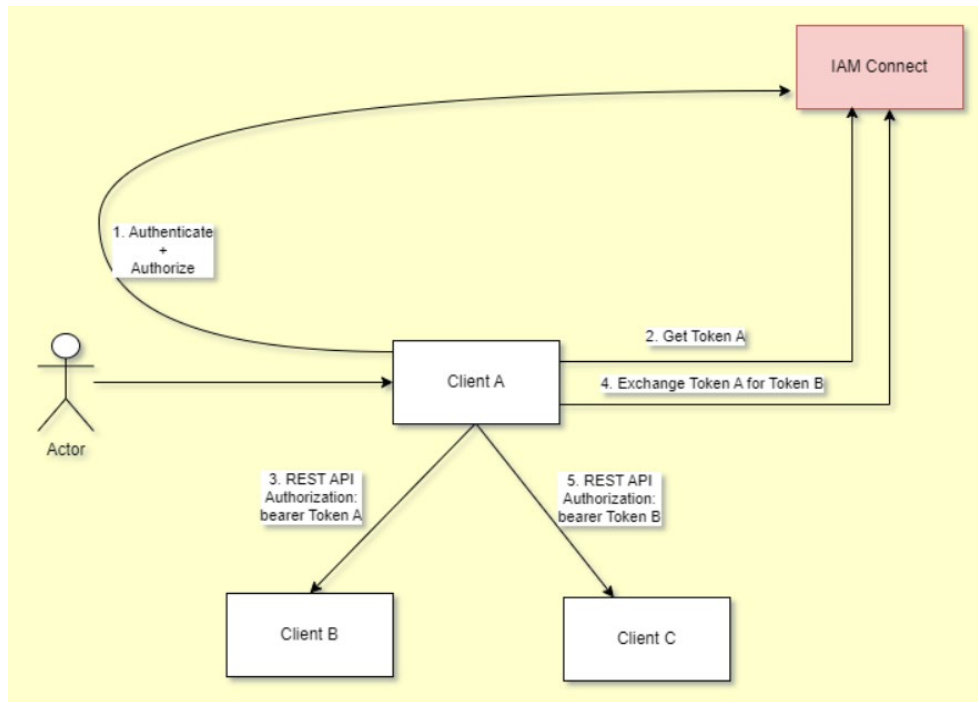 IAM Connect
1. Authenticate
+
Authorize
2. Get Token A
Client A
4. Exchange Token A for Token B
Actor
3. REST API
Authorization:
bearer Token A
5. REST API
Authorization:
bearer Token B
Client B
Client C